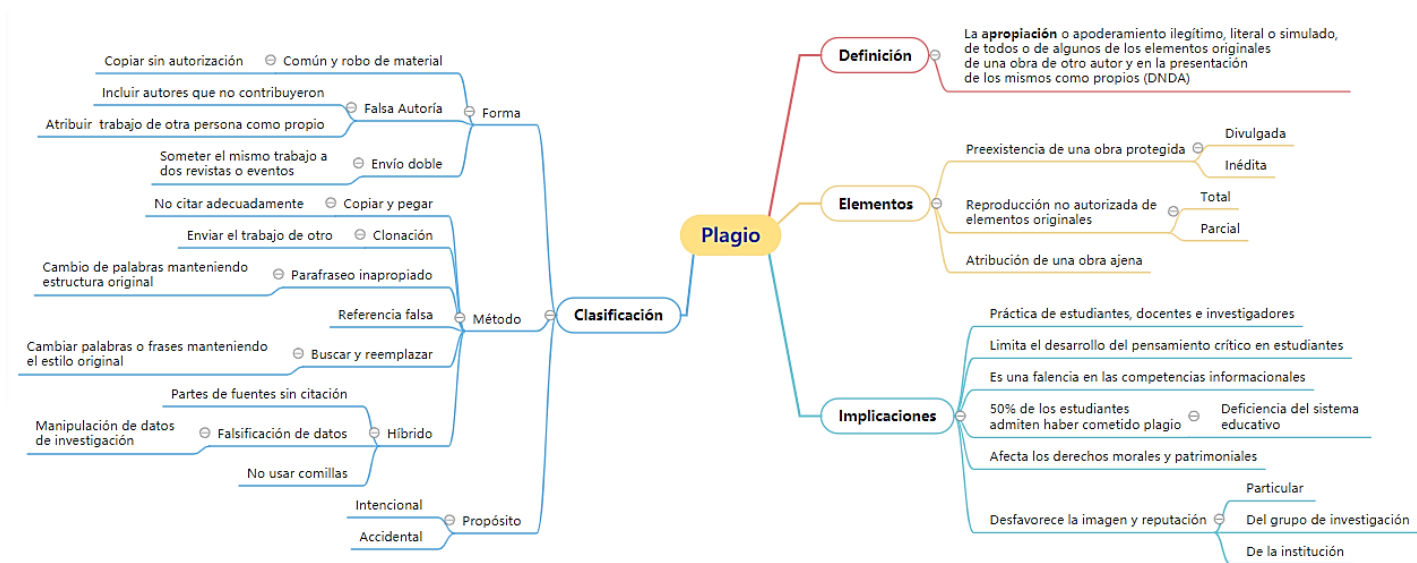 Plagio
Definición
La apropiación o apoderamiento ilegítimo, literal o simulado,
de todos o de algunos de los elementos originales
de una obra de otro autor y en la presentación
de los mismos como propios (DNDA)
Elementos
Preexistencia de una obra protegida
Divulgada
Inédita
Reproducción no autorizada de
elementos originales
Total
Parcial
Atribución de una obra ajena
Implicaciones
Práctica de estudiantes, docentes e investigadores
Limita el desarrollo del pensamiento crítico en estudiantes
Es una falencia en las competencias informacionales
50% de los estudiantes
admiten haber cometido plagio
Deficiencia del sistema
educativo
Afecta los derechos morales y patrimoniales
Desfavorece la imagen y reputación
Particular
Del grupo de investigación
De la institución
Clasificación
Forma
Común y robo de material
Copiar sin autorización
Falsa Autoría
Incluir autores que no contribuyeron
Atribuir trabajo de otra persona como propio
Envío doble
Someter el mismo trabajo a
dos revistas o eventos
Método
Copiar y pegar
No citar adecuadamente
Clonación
Enviar el trabajo de otro
Parafraseo inapropiado
Cambio de palabras manteniendo
estructura original
Referencia falsa
Buscar y reemplazar
Cambiar palabras o frases manteniendo
el estilo original
Híbrido
Partes de fuentes sin citación
Falsificación de datos
Manipulación de datos
de investigación
No usar comillas
Propósito
Intencional
Accidental